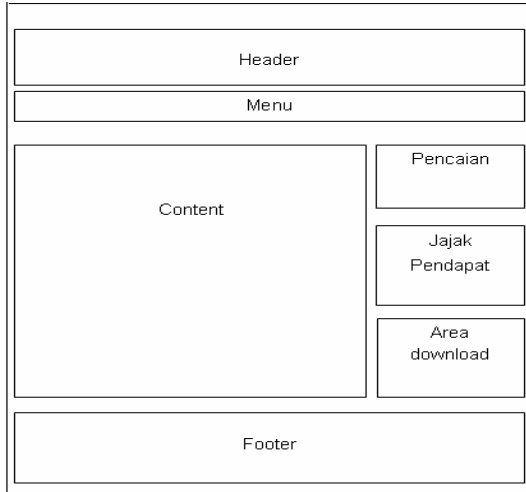 Header
Menu
Content
Pencaian
Jajak
Pendapat
Area
download
Footer